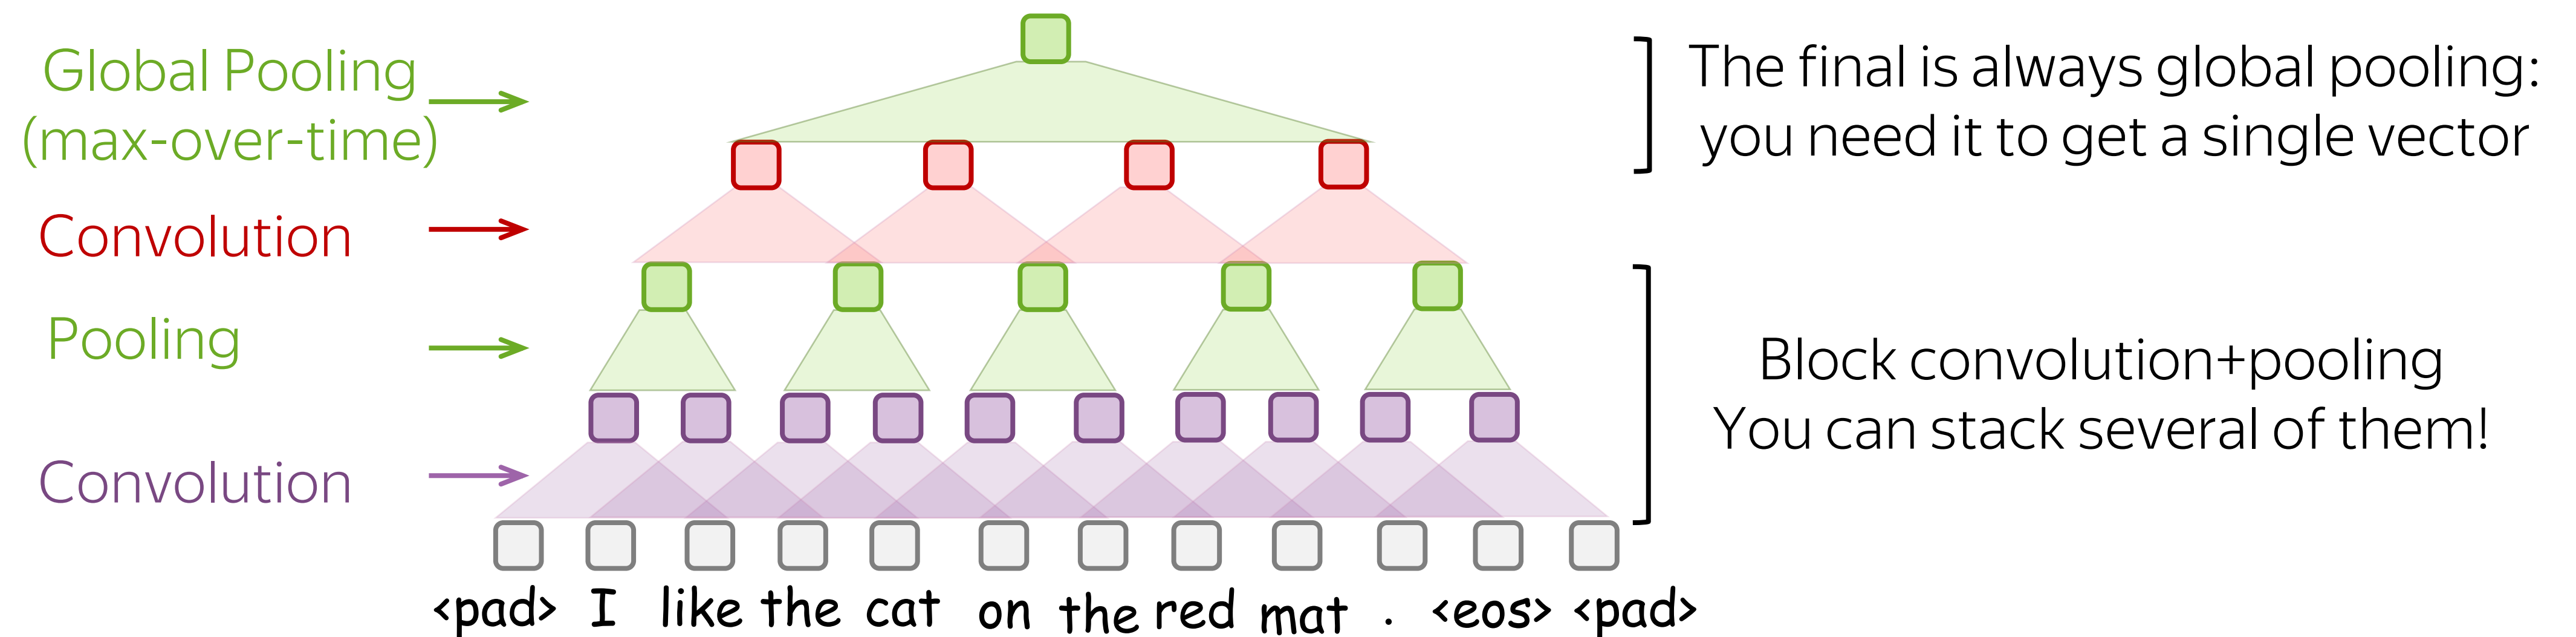 Global Pooling
(max-over-time)
The final is always global pooling:
you need it to get a single vector
Convolution
Pooling
Block convolution+pooling
You can stack several of them!
Convolution
<pad> I like the cat on the red mat . <eos> <pad>